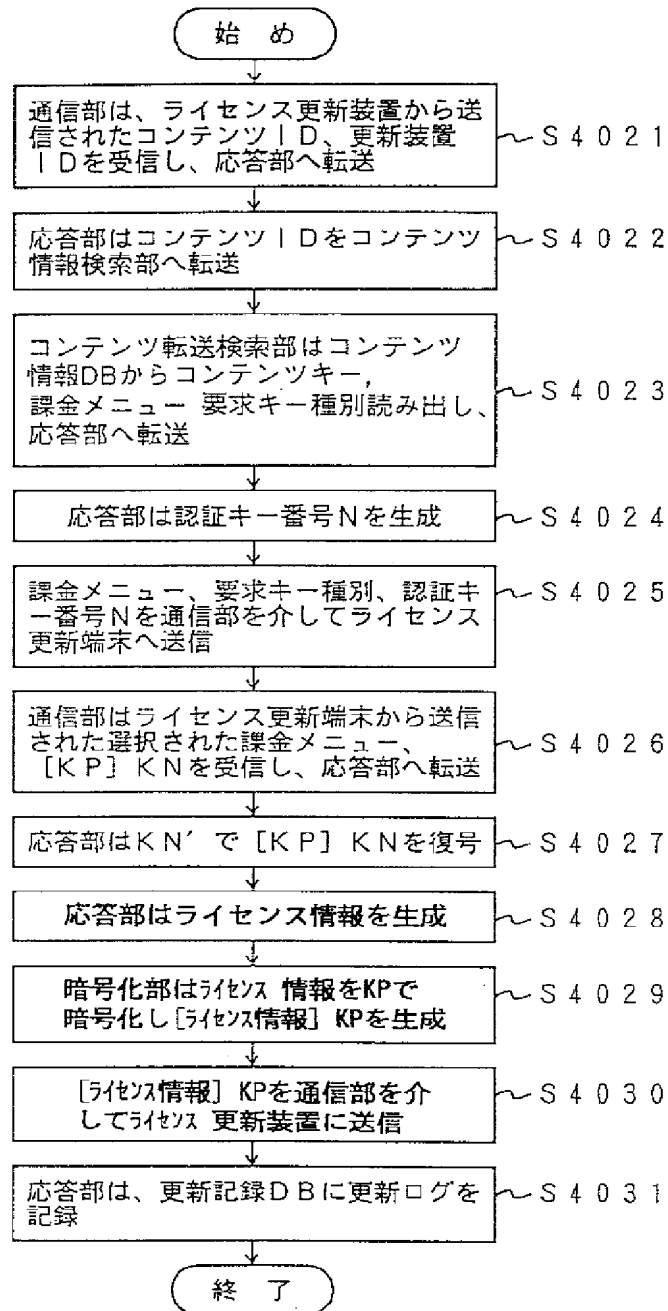 始 め
通信部は、ライセンス更新装置から送
信されたコンテンツID、更新装置
IDを受信し、応答部へ転送
S4021
応答部はコンテンツIDをコンテンツ
情報検索部へ転送
S4022
コンテンツ転送検索部はコンテンツ
情報DBからコンテンツキー,
課金メニュー 要求キー種別読み出し、
応答部へ転送
S4023
応答部は認証キー番号Nを生成
S4024
課金メニュー、要求キー種別、認証キ
ー番号Nを通信部を介してライセンス
更新端末へ送信
S4025
通信部はライセンス更新端末から送信
された選択された課金メニュー、
[KP] KNを受信し、応答部へ転送
S4026
応答部はKN´で[KP] KNを復号
S4027
応答部はライセンス情報を生成
S4028
暗号化部はライセンス 情報をKPで
暗号化し[ライセンス情報] KPを生成
S4029
[ライセンス情報] KPを通信部を介
してライセンス 更新装置に送信
S4030
応答部は、更新記録DBに更新ログを
記録
S4031
終 了